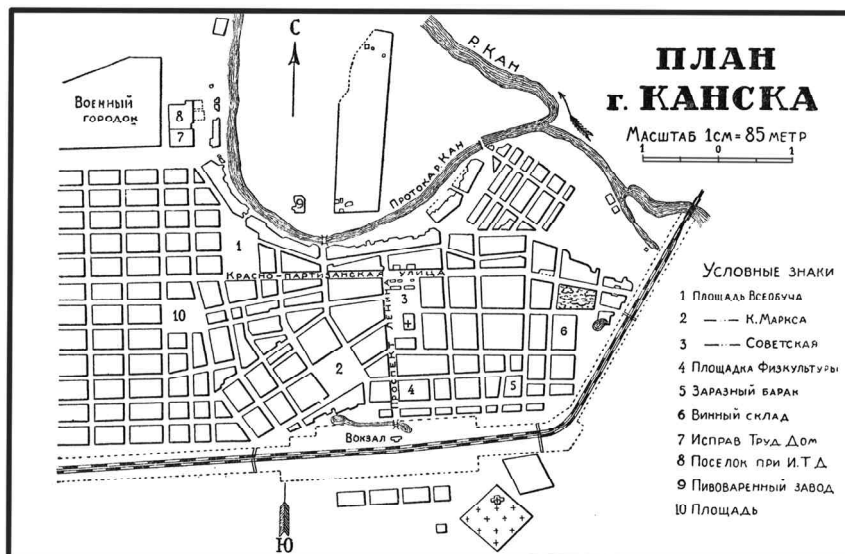 ПЛАН
г. КАНСКА
МАСШТАБ 1СМ=85 МЕТР
1 0 1
С
Р. КАН
ВОЕННЫЙ
ГОРОДОК
8
7
8
9
ПРОТОКА Р. КАН
1
КРАСНО-ПАРТИЗАНСКАЯ УЛИЦА
3
10
ПРОСПЕКТ ЛЕНИНА
6
2
4
5
ВОКЗАЛ
Ю
УСЛОВНЫЕ ЗНАКИ
1 ПЛОЩАДЬ ВСЕОБУЧА
2 —··— К. МАРКСА
3 —··— СОВЕТСКАЯ
4 ПЛОЩАДКА ФИЗКУЛЬТУРЫ
5 ЗАРАЗНЫЙ БАРАК
6 ВИННЫЙ СКЛАД
7 ИСПРАВ ТРУД ДОМ
8 ПОСЕЛОК ПРИ И.Т Д
9 ПИВОВАРЕННЫЙ ЗАВОД
10 ПЛОЩАДЬ